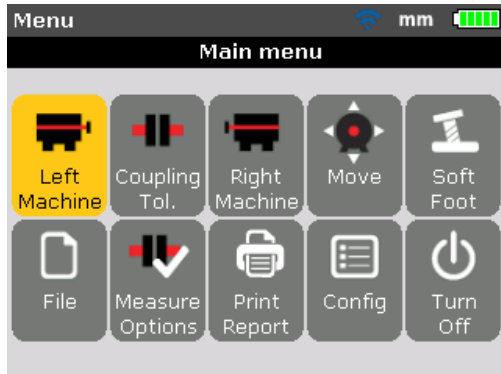 Menu mm
Main menu
Left Machine
Coupling Tol.
Right Machine
Move
Soft Foot
File
Measure Options
Print Report
Config
Turn Off